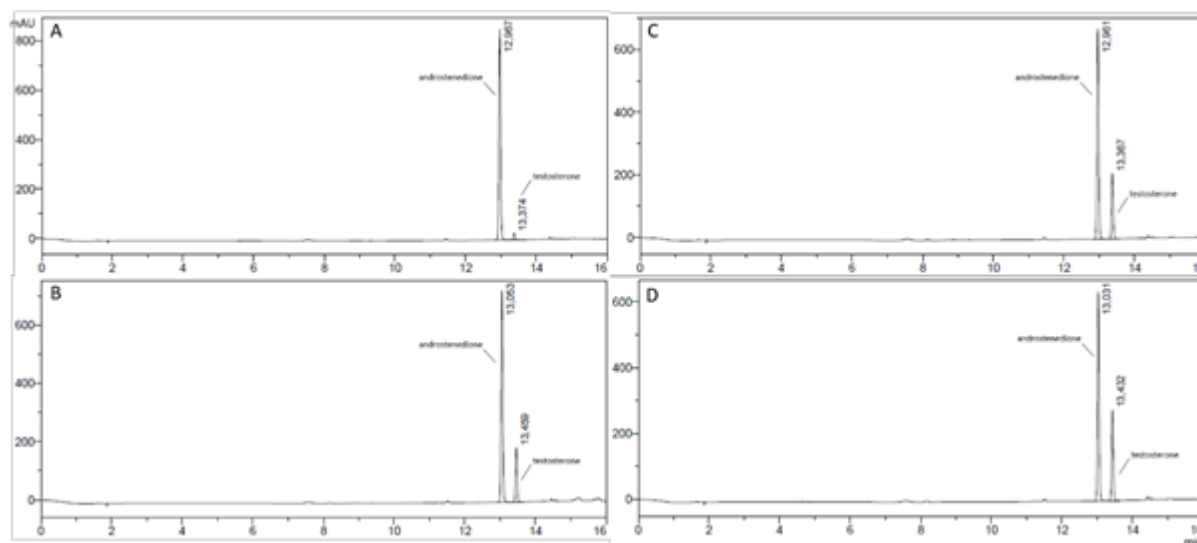 mAU
A
800
600
400
200
0
12,967
androstenedione
testosterone
13,374
0 2 4 6 8 10 12 14 16
C
600
400
200
0
12,961
androstenedione
13,367
testosterone
0 2 4 6 8 10 12 14
B
600
400
200
0
13,053
androstenedione
13,459
testosterone
0 2 4 6 8 10 12 14 16
D
600
400
200
0
13,031
androstenedione
13,432
testosterone
0 2 4 6 8 10 12 14